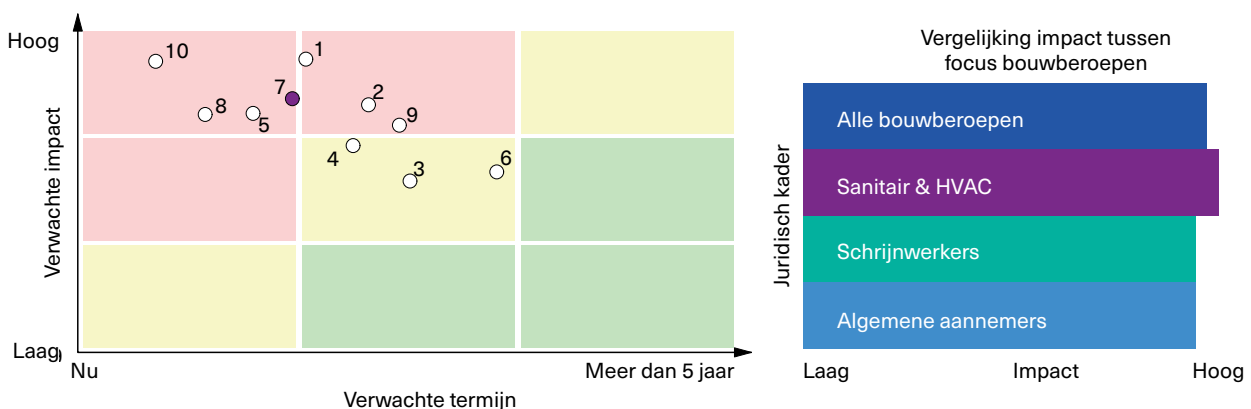 Hoog
Verwachte impact
Laag
10
1
7
2
8
5
9
4
3
6
Nu
Meer dan 5 jaar
Verwachte termijn
Vergelijking impact tussen
focus bouwberoepen
Juridisch kader
Alle bouwberoepen
Sanitair & HVAC
Schrijnwerkers
Algemene aannemers
Laag
Impact
Hoog